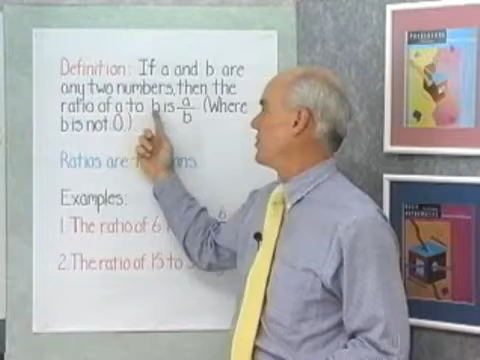 Definition: If a and b are
any two numbers, then the
ratio of a to b is a/b (Where
b is not 0.)
Ratios are
Examples:
1. The ratio of 6
2. The ratio of 15 to